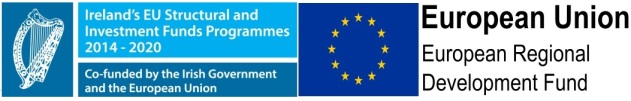 Ireland's EU Structural and
Investment Funds Programmes
2014 - 2020
Co-funded by the Irish Government
and the European Union
European Union
European Regional
Development Fund